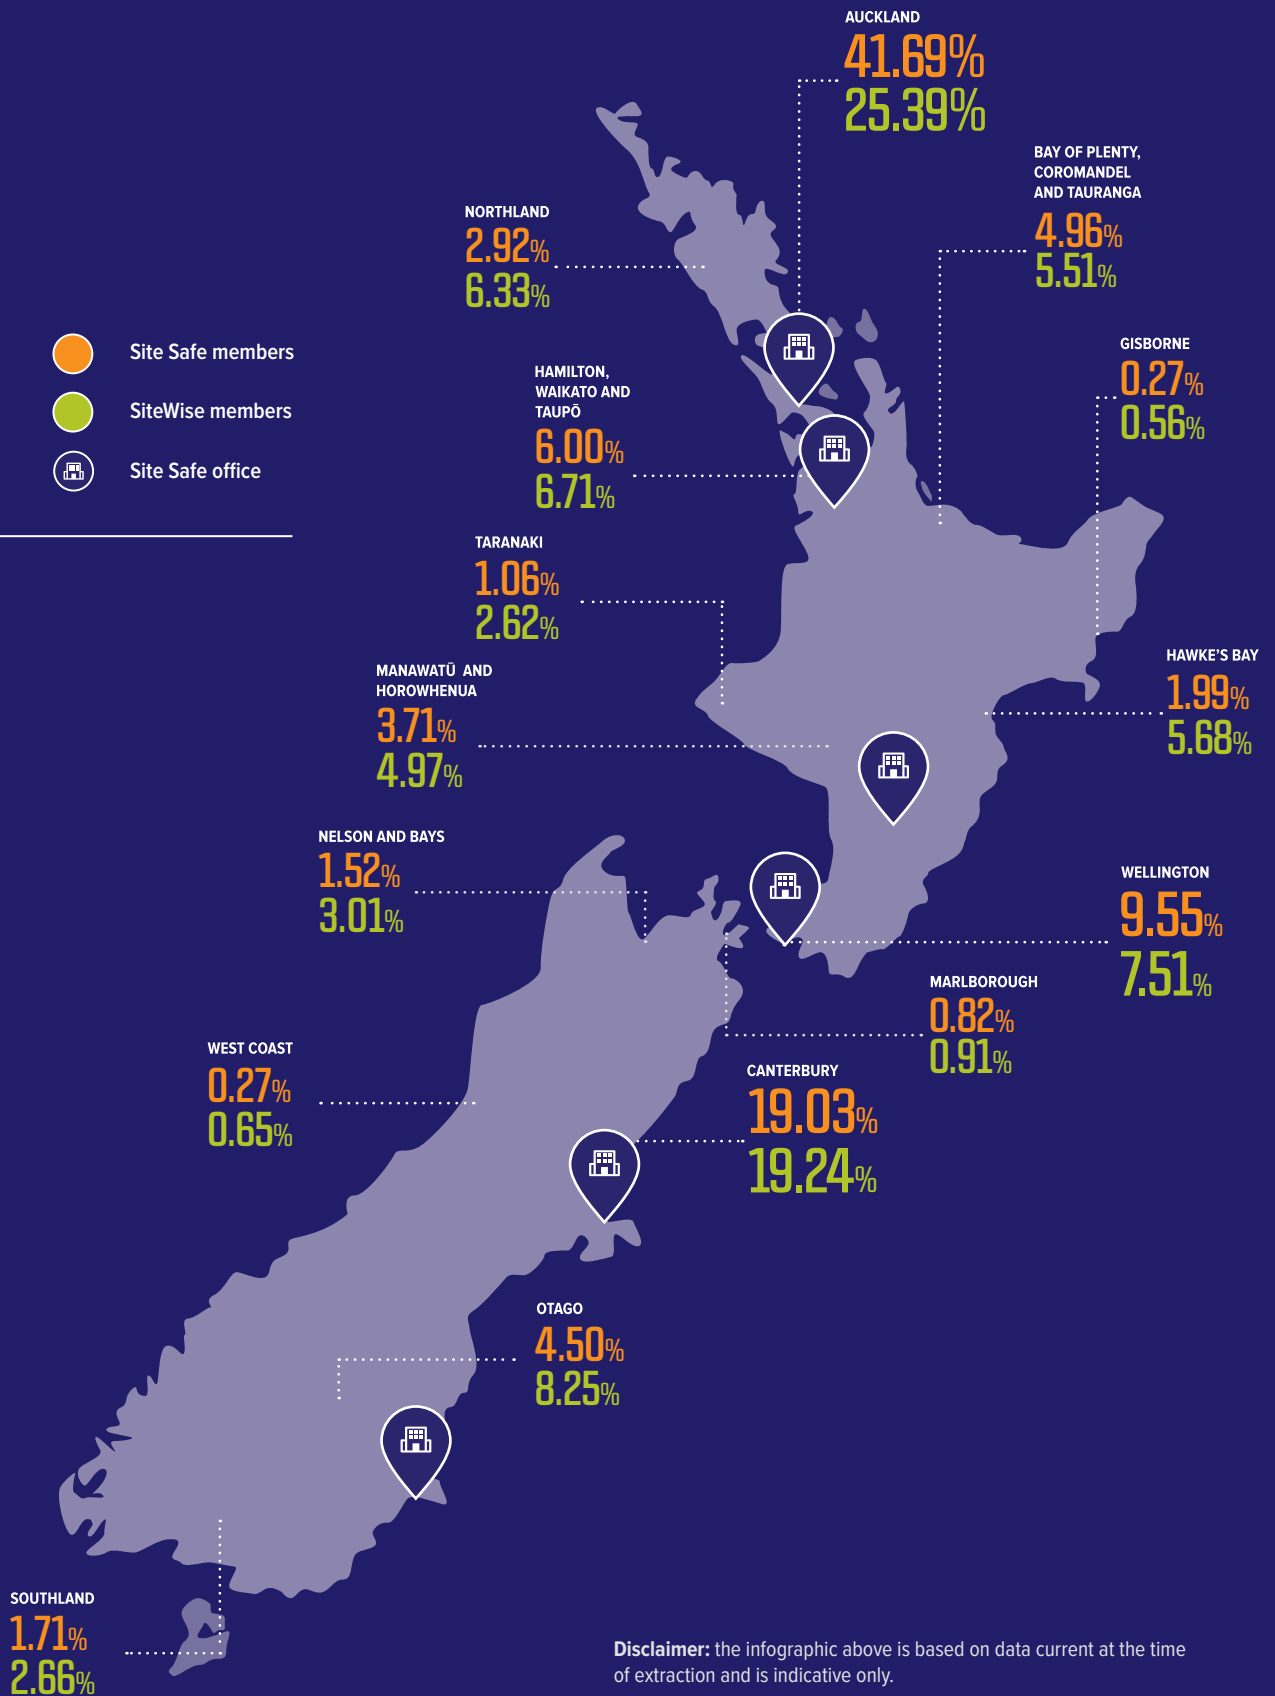 AUCKLAND
41.69%
25.39%
BAY OF PLENTY,
COROMANDEL
AND TAURANGA
4.96%
5.51%
NORTHLAND
2.92%
6.33%
Site Safe members
SiteWise members
Site Safe office
GISBORNE
0.27%
0.56%
HAMILTON,
WAIKATO AND
TAUPŌ
6.00%
6.71%
TARANAKI
1.06%
2.62%
HAWKE'S BAY
1.99%
5.68%
MANAWATŪ AND
HOROWHENUA
3.71%
4.97%
NELSON AND BAYS
1.52%
3.01%
WELLINGTON
9.55%
7.51%
MARLBOROUGH
0.82%
0.91%
WEST COAST
0.27%
0.65%
CANTERBURY
19.03%
19.24%
OTAGO
4.50%
8.25%
SOUTHLAND
1.71%
2.66%
Disclaimer: the infographic above is based on data current at the time
of extraction and is indicative only.